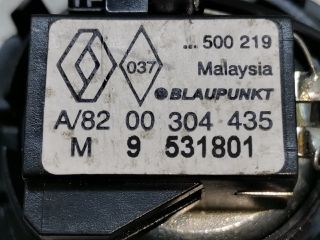 ... 500 219
037
Malaysia
BLAUPUNKT
A/82 00 304 435
M 9 531801